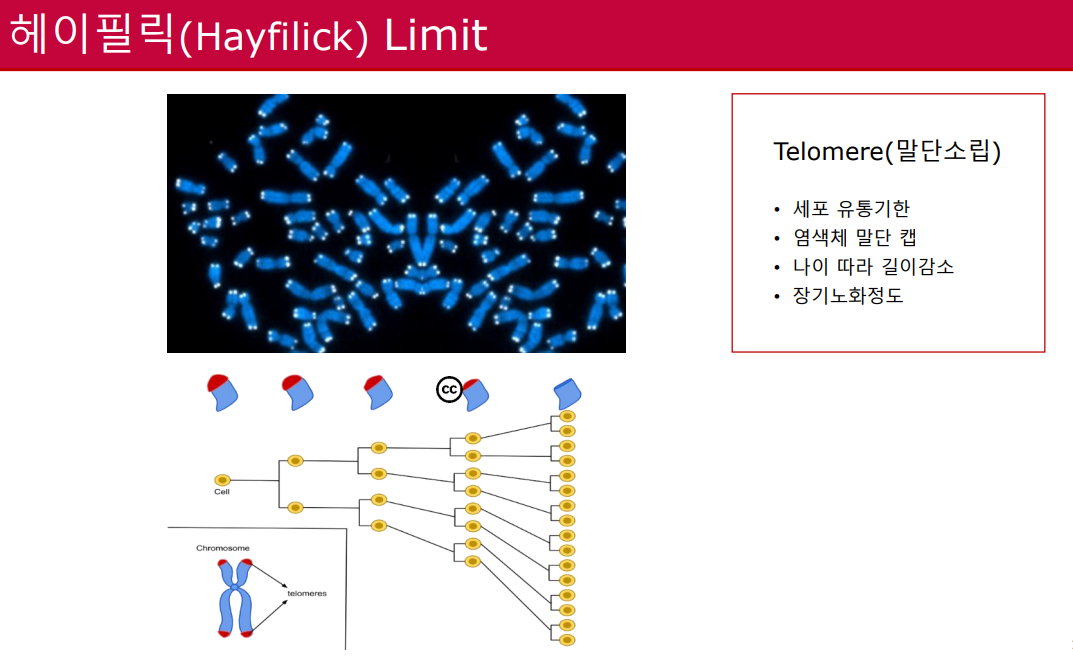 헤이필릭(Hayfilick) Limit
Telomere(말단소립)
• 세포 유통기한
• 염색체 말단 캡
• 나이 따라 길이감소
• 장기노화정도
cc
Cell
Chromosome
telomeres